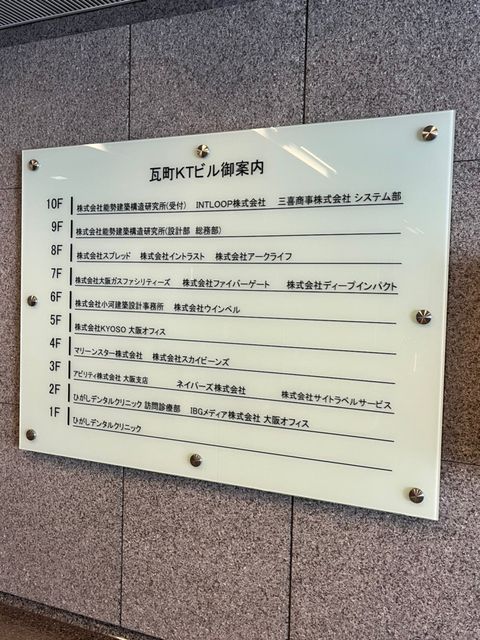 瓦町KTビル御案内
10F 株式会社能勢建築構造研究所(受付) INTLOOP株式会社 三喜商事株式会社 システム部
9F 株式会社能勢建築構造研究所(設計部 総務部)
8F 株式会社スプレッド 株式会社イントラスト 株式会社アークライフ
7F 株式会社大阪ガスファシリティーズ 株式会社ファイバーゲート 株式会社ディープインパクト
6F 株式会社小河建築設計事務所 株式会社ウインベル
5F 株式会社KYOSO 大阪オフィス
4F マリーンスター株式会社 株式会社スカイビーンズ
3F アビリティ株式会社 大阪支店 ネイバーズ株式会社 株式会社サイトラベルサービス
2F ひがしデンタルクリニック 訪問診療部 IBGメディア株式会社 大阪オフィス
1F ひがしデンタルクリニック